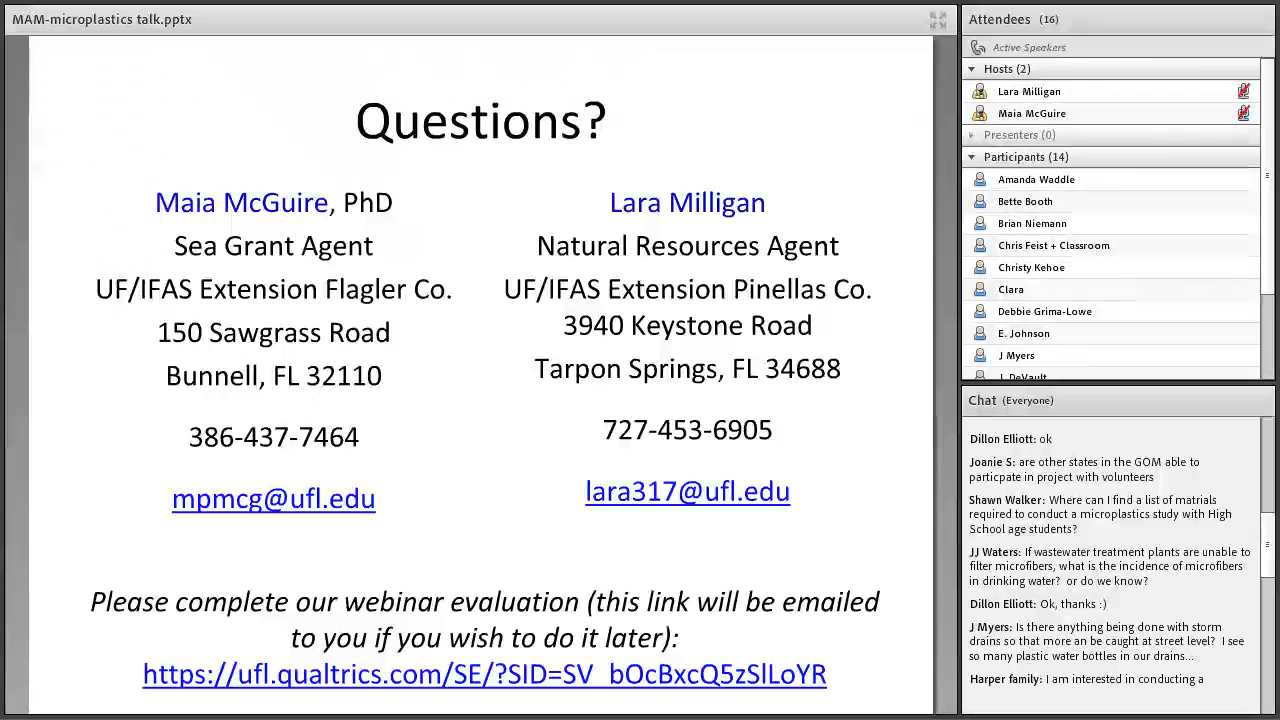 MAM-microplastics talk.pptx
Questions?
Maia McGuire, PhD
Sea Grant Agent
UF/IFAS Extension Flagler Co.
150 Sawgrass Road
Bunnell, FL 32110
386-437-7464
mpmcg@ufl.edu
Lara Milligan
Natural Resources Agent
UF/IFAS Extension Pinellas Co.
3940 Keystone Road
Tarpon Springs, FL 34688
727-453-6905
lara317@ufl.edu
Please complete our webinar evaluation (this link will be emailed
to you if you wish to do it later):
https://ufl.qualtrics.com/SE/?SID=SV_bOcBxcQ5zSlLoYR
Attendees (16)
Active Speakers
Hosts (2)
Lara Milligan
Maia McGuire
Presenters (0)
Participants (14)
Amanda Waddle
Bette Booth
Brian Niemann
Chris Feist + Classroom
Christy Kehoe
Clara
Debbie Grima-Lowe
E. Johnson
J Myers
J. DeVault
Chat (Everyone)
Dillon Elliott: ok
Joanie S: are other states in the GOM able to
particpate in project with volunteers
Shawn Walker: Where can I find a list of matrials
required to conduct a microplastics study with High
School age students?
JJ Waters: If wastewater treatment plants are unable to
filter microfibers, what is the incidence of microfibers
in drinking water? or do we know?
Dillon Elliott: Ok, thanks :)
J Myers: Is there anything being done with storm
drains so that more an be caught at street level? I see
so many plastic water bottles in our drains...
Harper family: I am interested in conducting a